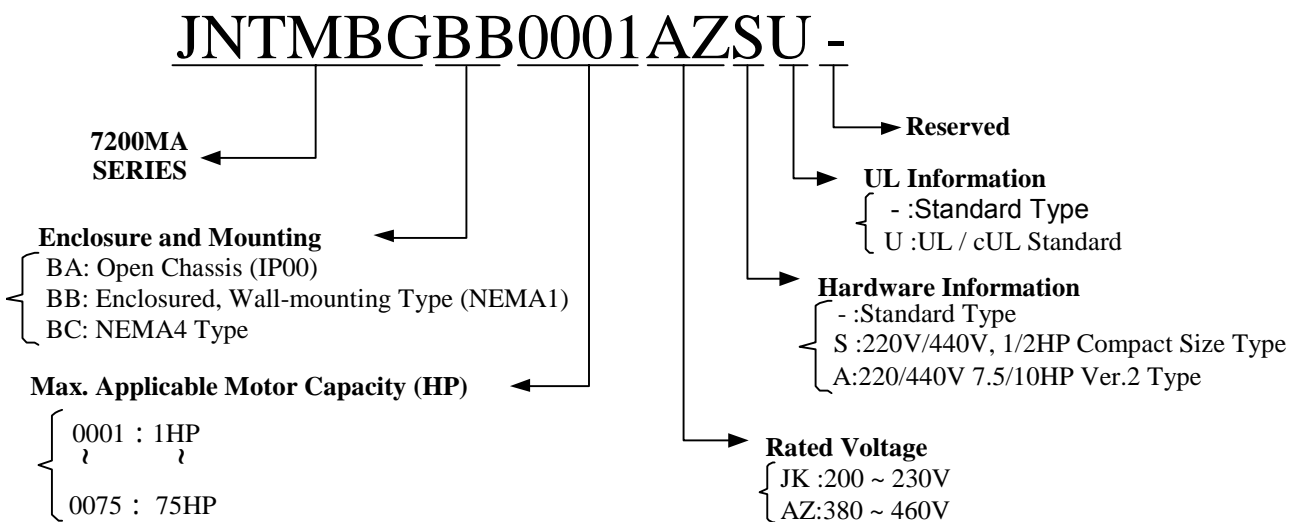 JNTMBGBB0001AZSU -
Reserved
7200MA
SERIES
UL Information
- :Standard Type
U :UL / cUL Standard
Enclosure and Mounting
BA: Open Chassis (IP00)
BB: Enclosured, Wall-mounting Type (NEMA1)
BC: NEMA4 Type
Hardware Information
- :Standard Type
S :220V/440V, 1/2HP Compact Size Type
A:220/440V 7.5/10HP Ver.2 Type
Max. Applicable Motor Capacity (HP)
0001 : 1HP
~ ~
0075 : 75HP
Rated Voltage
JK :200 ~ 230V
AZ:380 ~ 460V